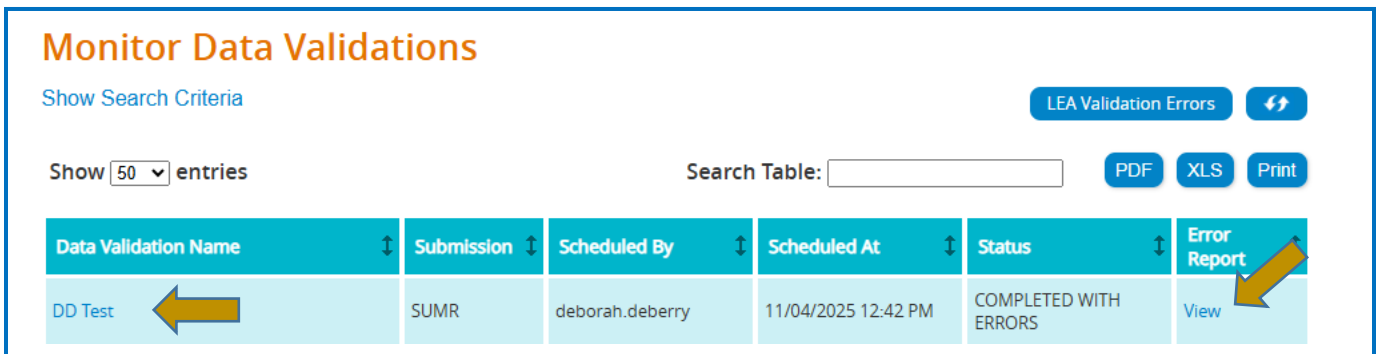 Monitor Data Validations
Show Search Criteria
LEA Validation Errors
Show 50 entries
Search Table:
PDF XLS Print
Data Validation Name Submission Scheduled By Scheduled At Status Error Report
DD Test SUMR deborah.deberry 11/04/2025 12:42 PM COMPLETED WITH ERRORS View